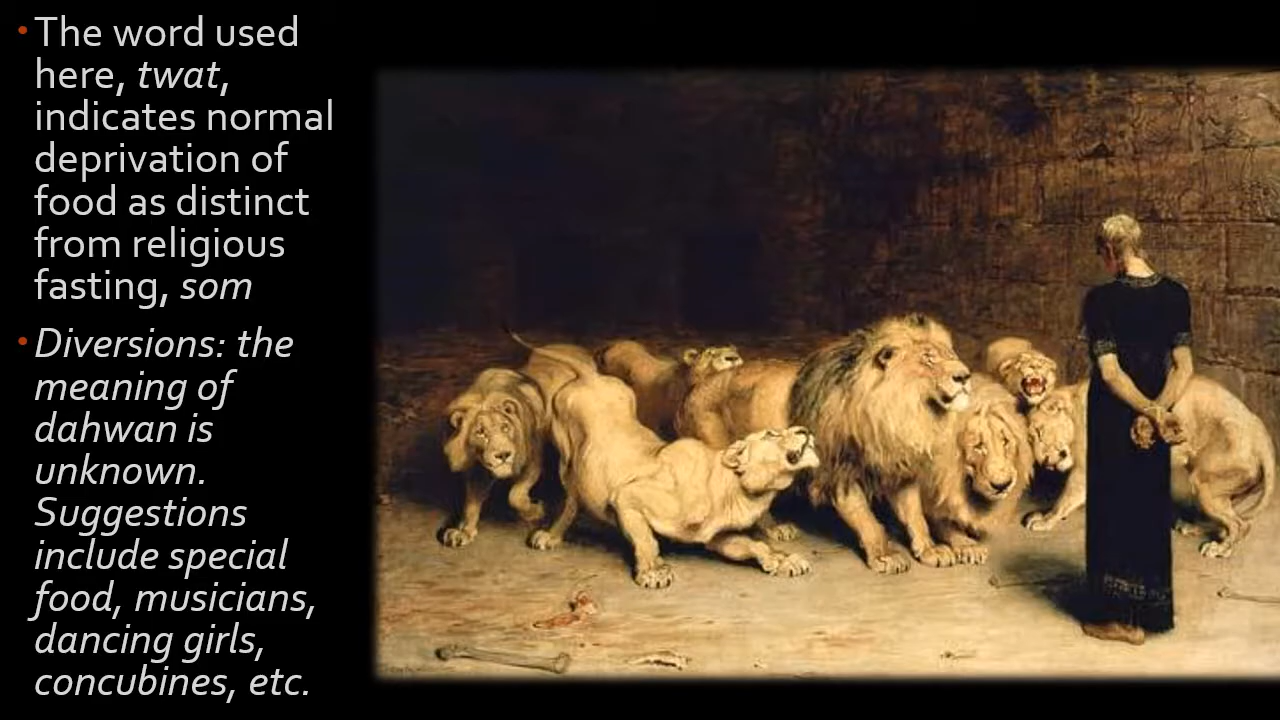 • The word used
here, twat,
indicates normal
deprivation of
food as distinct
from religious
fasting, som
• Diversions: the
meaning of
dahwan is
unknown.
Suggestions
include special
food, musicians,
dancing girls,
concubines, etc.